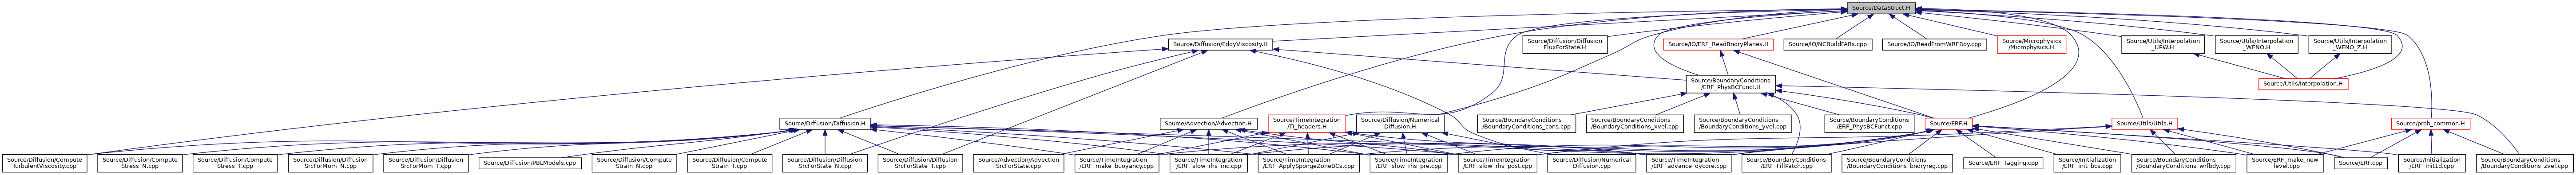 Source/DataStruct.H
Source/Diffusion/EddyViscosity.H
Source/Diffusion/Diffusion
FluxForState.H
Source/IO/ERF_ReadBndryPlanes.H
Source/IO/NCBuildFABs.cpp
Source/IO/ReadFromWRFBdy.cpp
Source/Microphysics
/Microphysics.H
Source/Utils/Interpolation
_UPW.H
Source/Utils/Interpolation
_WENO.H
Source/Utils/Interpolation
_WENO_Z.H
Source/BoundaryConditions
/ERF_PhysBCFunct.H
Source/Utils/Interpolation.H
Source/Diffusion/Diffusion.H
Source/Advection/Advection.H
Source/TimeIntegration
/TI_headers.H
Source/Diffusion/Numerical
Diffusion.H
Source/BoundaryConditions
/BoundaryConditions_cons.cpp
Source/BoundaryConditions
/BoundaryConditions_xvel.cpp
Source/BoundaryConditions
/BoundaryConditions_yvel.cpp
Source/BoundaryConditions
/ERF_PhysBCFunct.cpp
Source/ERF.H
Source/Utils/Utils.H
Source/prob_common.H
Source/Diffusion/Compute
TurbulentViscosity.cpp
Source/Diffusion/Compute
Stress_N.cpp
Source/Diffusion/Compute
Stress_T.cpp
Source/Diffusion/Diffusion
SrcForMom_N.cpp
Source/Diffusion/Diffusion
SrcForMom_T.cpp
Source/Diffusion/PBLModels.cpp
Source/Diffusion/Compute
Strain_N.cpp
Source/Diffusion/Compute
Strain_T.cpp
Source/Diffusion/Diffusion
SrcForState_N.cpp
Source/Diffusion/Diffusion
SrcForState_T.cpp
Source/Advection/Advection
SrcForState.cpp
Source/TimeIntegration
/ERF_make_buoyancy.cpp
Source/TimeIntegration
/ERF_slow_rhs_inc.cpp
Source/TimeIntegration
/ERF_ApplySpongeZoneBCs.cpp
Source/TimeIntegration
/ERF_slow_rhs_pre.cpp
Source/TimeIntegration
/ERF_slow_rhs_post.cpp
Source/Diffusion/Numerical
Diffusion.cpp
Source/TimeIntegration
/ERF_advance_dycore.cpp
Source/BoundaryConditions
/ERF_FillPatch.cpp
Source/BoundaryConditions
/BoundaryConditions_bndryreg.cpp
Source/ERF_Tagging.cpp
Source/Initialization
/ERF_init_bcs.cpp
Source/BoundaryConditions
/BoundaryConditions_wrfbdy.cpp
Source/ERF_make_new
_level.cpp
Source/ERF.cpp
Source/Initialization
/ERF_init1d.cpp
Source/BoundaryConditions
/BoundaryConditions_zvel.cpp